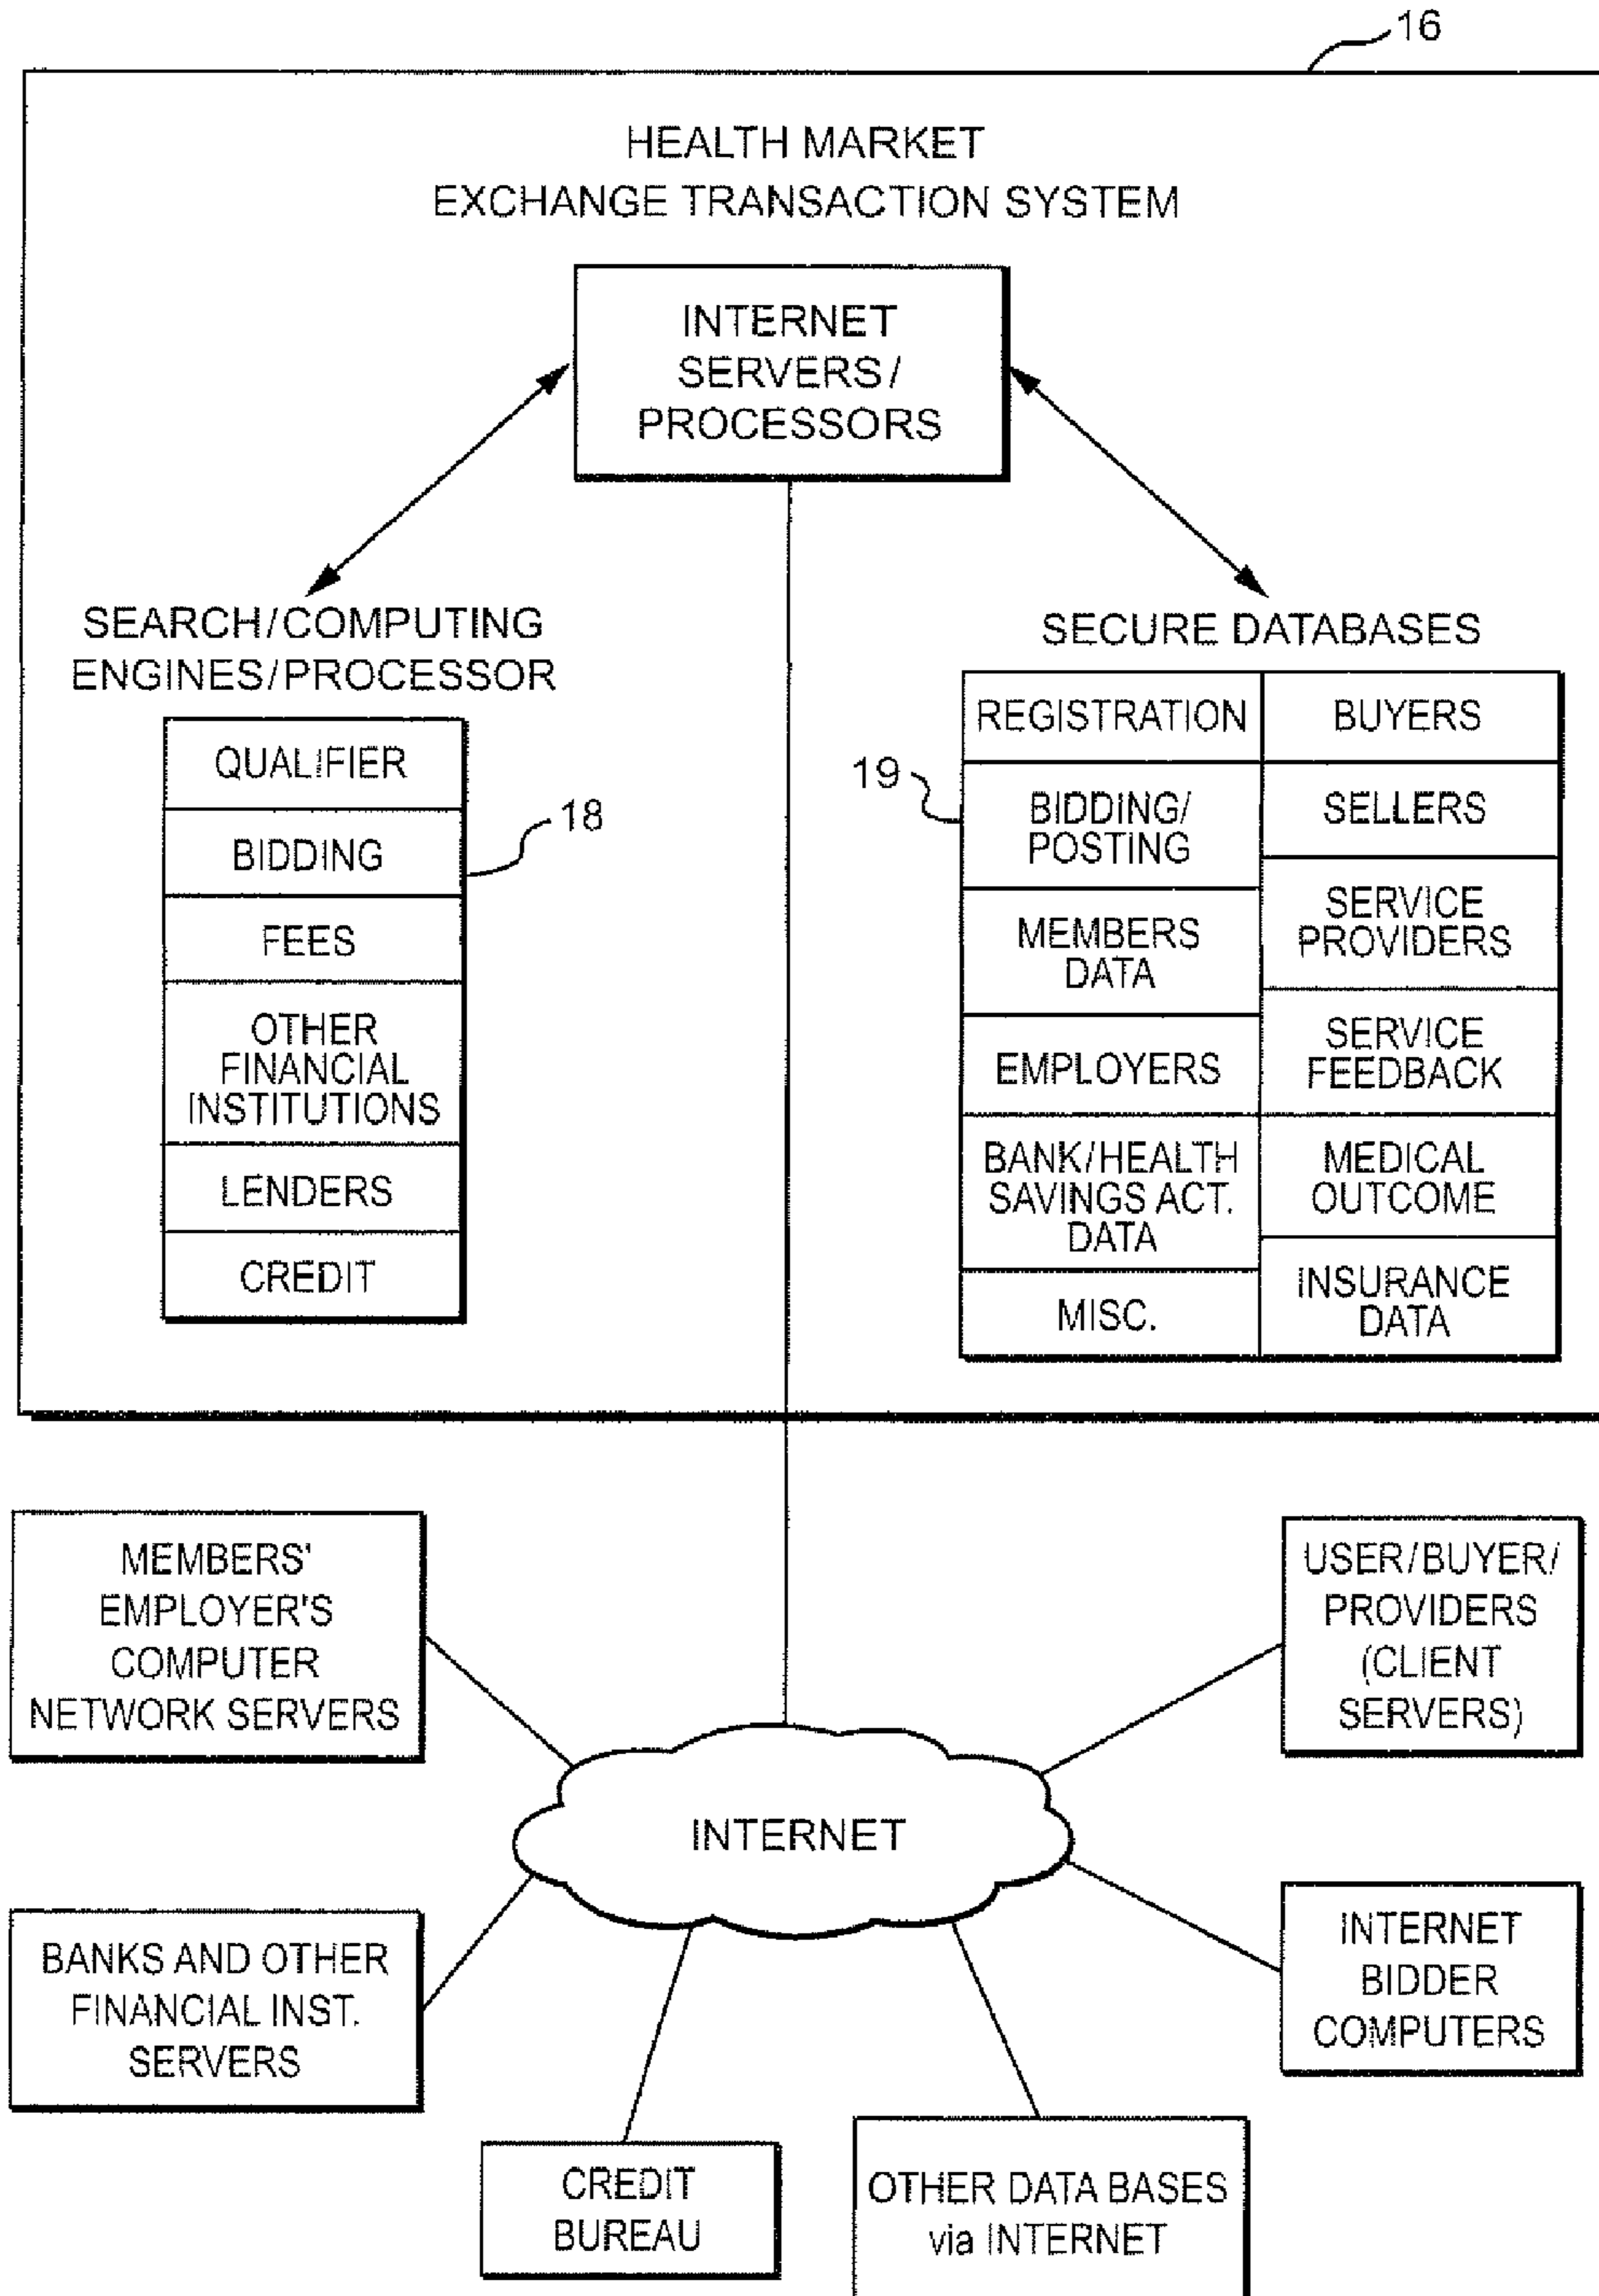 16
HEALTH MARKET
EXCHANGE TRANSACTION SYSTEM
INTERNET
SERVERS/
PROCESSORS
SEARCH/COMPUTING
ENGINES/PROCESSOR
QUALIFIER
BIDDING
FEES
OTHER
FINANCIAL
INSTITUTIONS
LENDERS
CREDIT
18
SECURE DATABASES
19
REGISTRATION
BIDDING/
POSTING
MEMBERS
DATA
EMPLOYERS
BANK/HEALTH
SAVINGS ACT.
DATA
MISC.
BUYERS
SELLERS
SERVICE
PROVIDERS
SERVICE
FEEDBACK
MEDICAL
OUTCOME
INSURANCE
DATA
MEMBERS'
EMPLOYER'S
COMPUTER
NETWORK SERVERS
USER/BUYER/
PROVIDERS
(CLIENT
SERVERS)
INTERNET
BANKS AND OTHER
FINANCIAL INST.
SERVERS
INTERNET
BIDDER
COMPUTERS
CREDIT
BUREAU
OTHER DATA BASES
via INTERNET